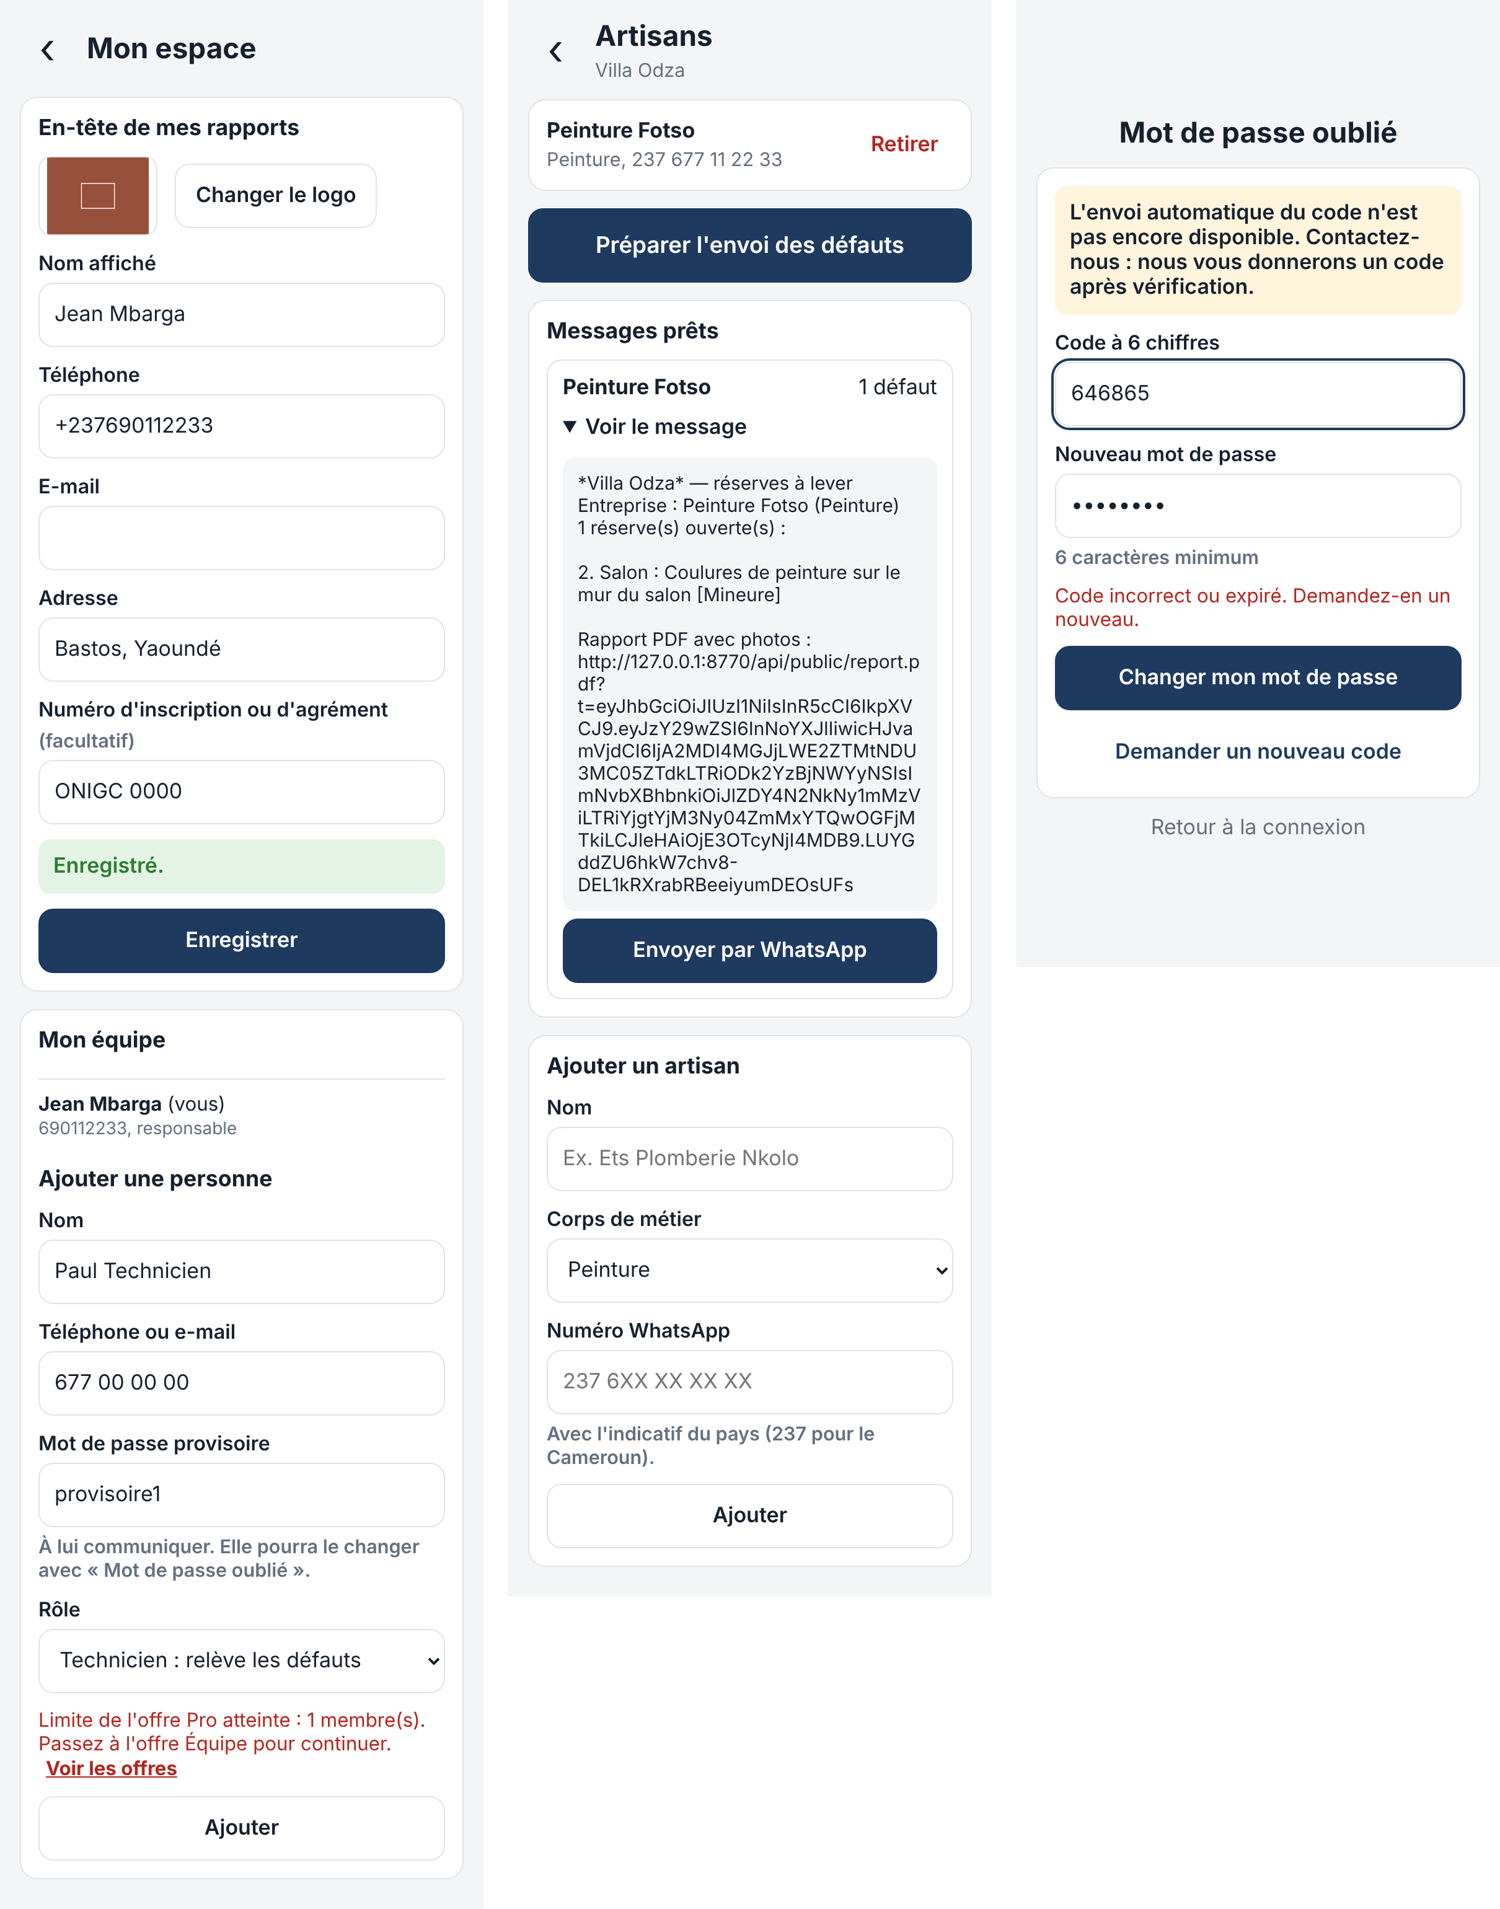 Mon espace
En-tête de mes rapports
Changer le logo
Nom affiché
Jean Mbarga
Téléphone
+237690112233
E-mail
Adresse
Bastos, Yaoundé
Numéro d'inscription ou d'agrément
(facultatif)
ONIGC 0000
Enregistré.
Enregistrer
Mon équipe
Jean Mbarga (vous)
690112233, responsable
Ajouter une personne
Nom
Paul Technicien
Téléphone ou e-mail
677 00 00 00
Mot de passe provisoire
provisoire1
À lui communiquer. Elle pourra le changer
avec « Mot de passe oublié ».
Rôle
Technicien : relève les défauts
Limite de l'offre Pro atteinte : 1 membre(s).
Passez à l'offre Équipe pour continuer.
Voir les offres
Ajouter
Artisans
Villa Odza
Peinture Fotso
Peinture, 237 677 11 22 33
Retirer
Préparer l'envoi des défauts
Messages prêts
Peinture Fotso
1 défaut
▼ Voir le message
*Villa Odza* — réserves à lever
Entreprise : Peinture Fotso (Peinture)
1 réserve(s) ouverte(s) :
2. Salon : Coulures de peinture sur le
mur du salon [Mineure]
Rapport PDF avec photos :
http://127.0.0.1:8770/api/public/report.p
df?
Envoyer par WhatsApp
Ajouter un artisan
Nom
Ex. Ets Plomberie Nkolo
Corps de métier
Peinture
Numéro WhatsApp
237 6XX XX XX XX
Avec l'indicatif du pays (237 pour le
Cameroun).
Ajouter
Mot de passe oublié
L'envoi automatique du code n'est
pas encore disponible. Contactez-
nous : nous vous donnerons un code
après vérification.
Code à 6 chiffres
646865
Nouveau mot de passe
••••••••
6 caractères minimum
Code incorrect ou expiré. Demandez-en un
nouveau.
Changer mon mot de passe
Demander un nouveau code
Retour à la connexion